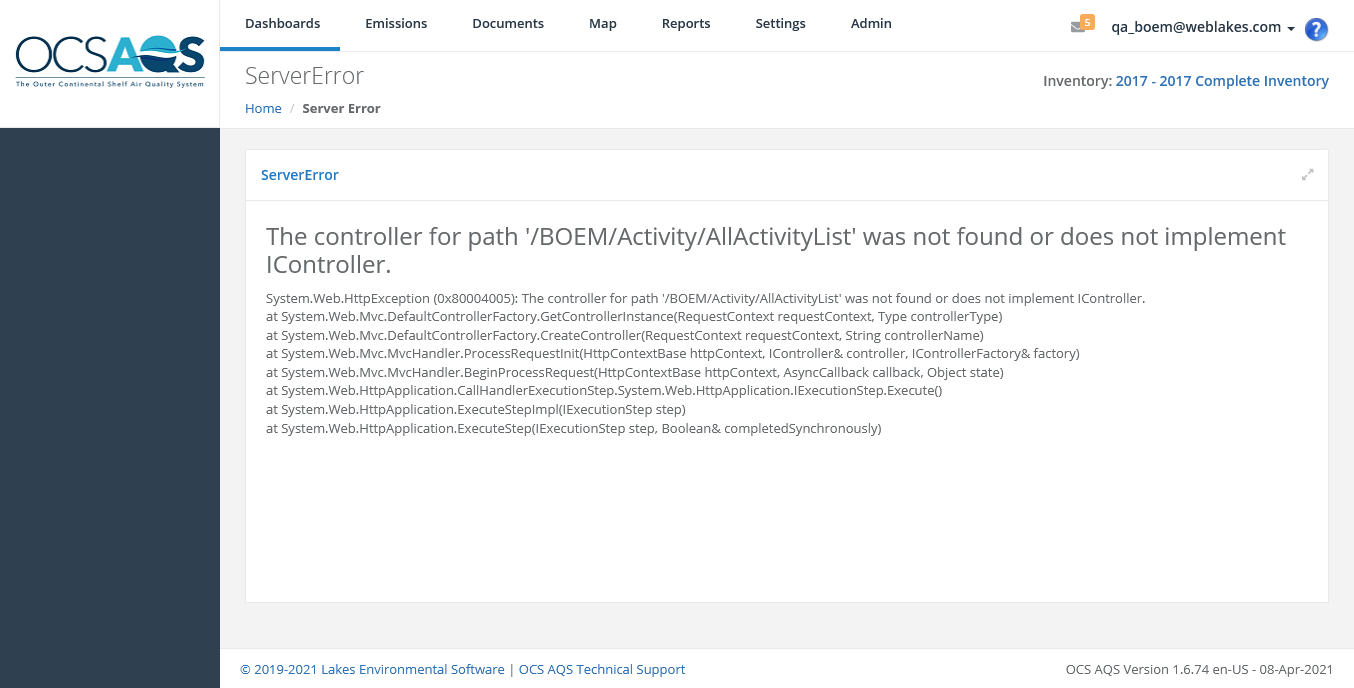 OCSAQS
The Outer Continental Shelf Air Quality System
Dashboards Emissions Documents Map Reports Settings Admin 5 qa_boem@weblakes.com ?
ServerError
Inventory: 2017 - 2017 Complete Inventory
Home / Server Error
ServerError
The controller for path '/BOEM/Activity/AllActivityList' was not found or does not implement
IController.
System.Web.HttpException (0x80004005): The controller for path '/BOEM/Activity/AllActivityList' was not found or does not implement IController.
at System.Web.Mvc.DefaultControllerFactory.GetControllerInstance(RequestContext requestContext, Type controllerType)
at System.Web.Mvc.DefaultControllerFactory.CreateController(RequestContext requestContext, String controllerName)
at System.Web.Mvc.MvcHandler.ProcessRequestInit(HttpContextBase httpContext, IController& controller, IControllerFactory& factory)
at System.Web.Mvc.MvcHandler.BeginProcessRequest(HttpContextBase httpContext, AsyncCallback callback, Object state)
at System.Web.HttpApplication.CallHandlerExecutionStep.System.Web.HttpApplication.IExecutionStep.Execute()
at System.Web.HttpApplication.ExecuteStepImpl(IExecutionStep step)
at System.Web.HttpApplication.ExecuteStep(IExecutionStep step, Boolean& completedSynchronously)
© 2019-2021 Lakes Environmental Software | OCS AQS Technical Support
OCS AQS Version 1.6.74 en-US - 08-Apr-2021